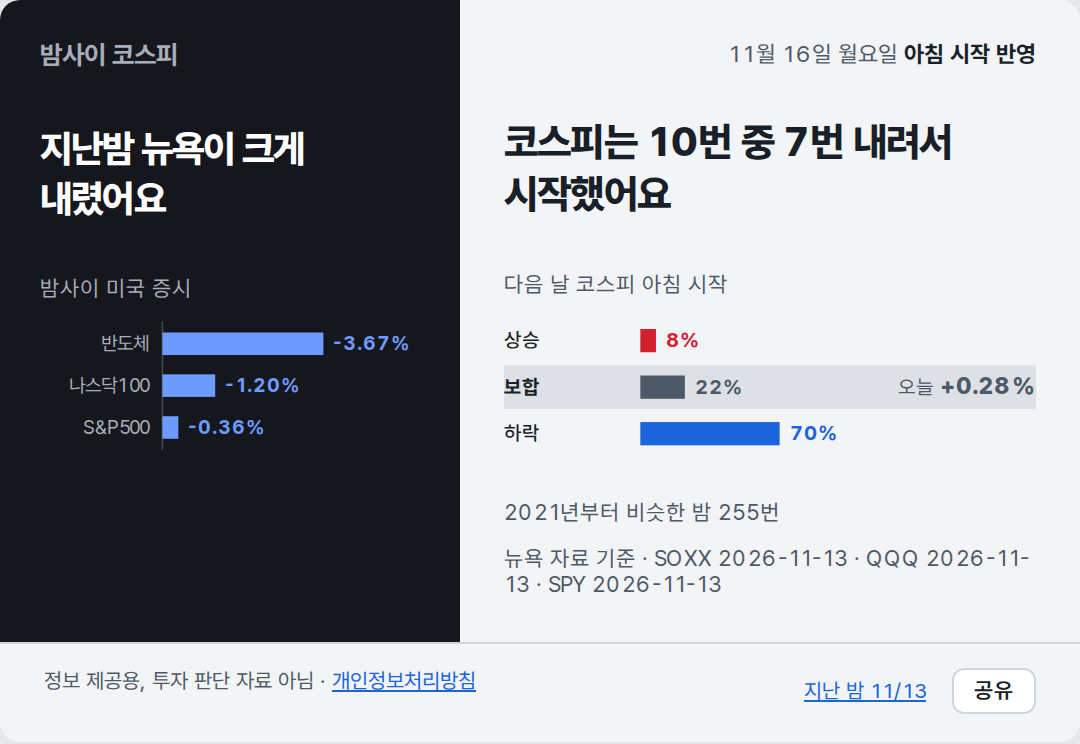 밤사이 코스피
지난밤 뉴욕이 크게
내렸어요
밤사이 미국 증시
반도체 -3.67%
나스닥100 -1.20%
S&P500 -0.36%
11월 16일 월요일 아침 시작 반영
코스피는 10번 중 7번 내려서
시작했어요
다음 날 코스피 아침 시작
상승 8%
보합 22% 오늘 +0.28%
하락 70%
2021년부터 비슷한 밤 255번
뉴욕 자료 기준 · SOXX 2026-11-13 · QQQ 2026-11-
13 · SPY 2026-11-13
정보 제공용, 투자 판단 자료 아님 · 개인정보처리방침
지난 밤 11/13
공유